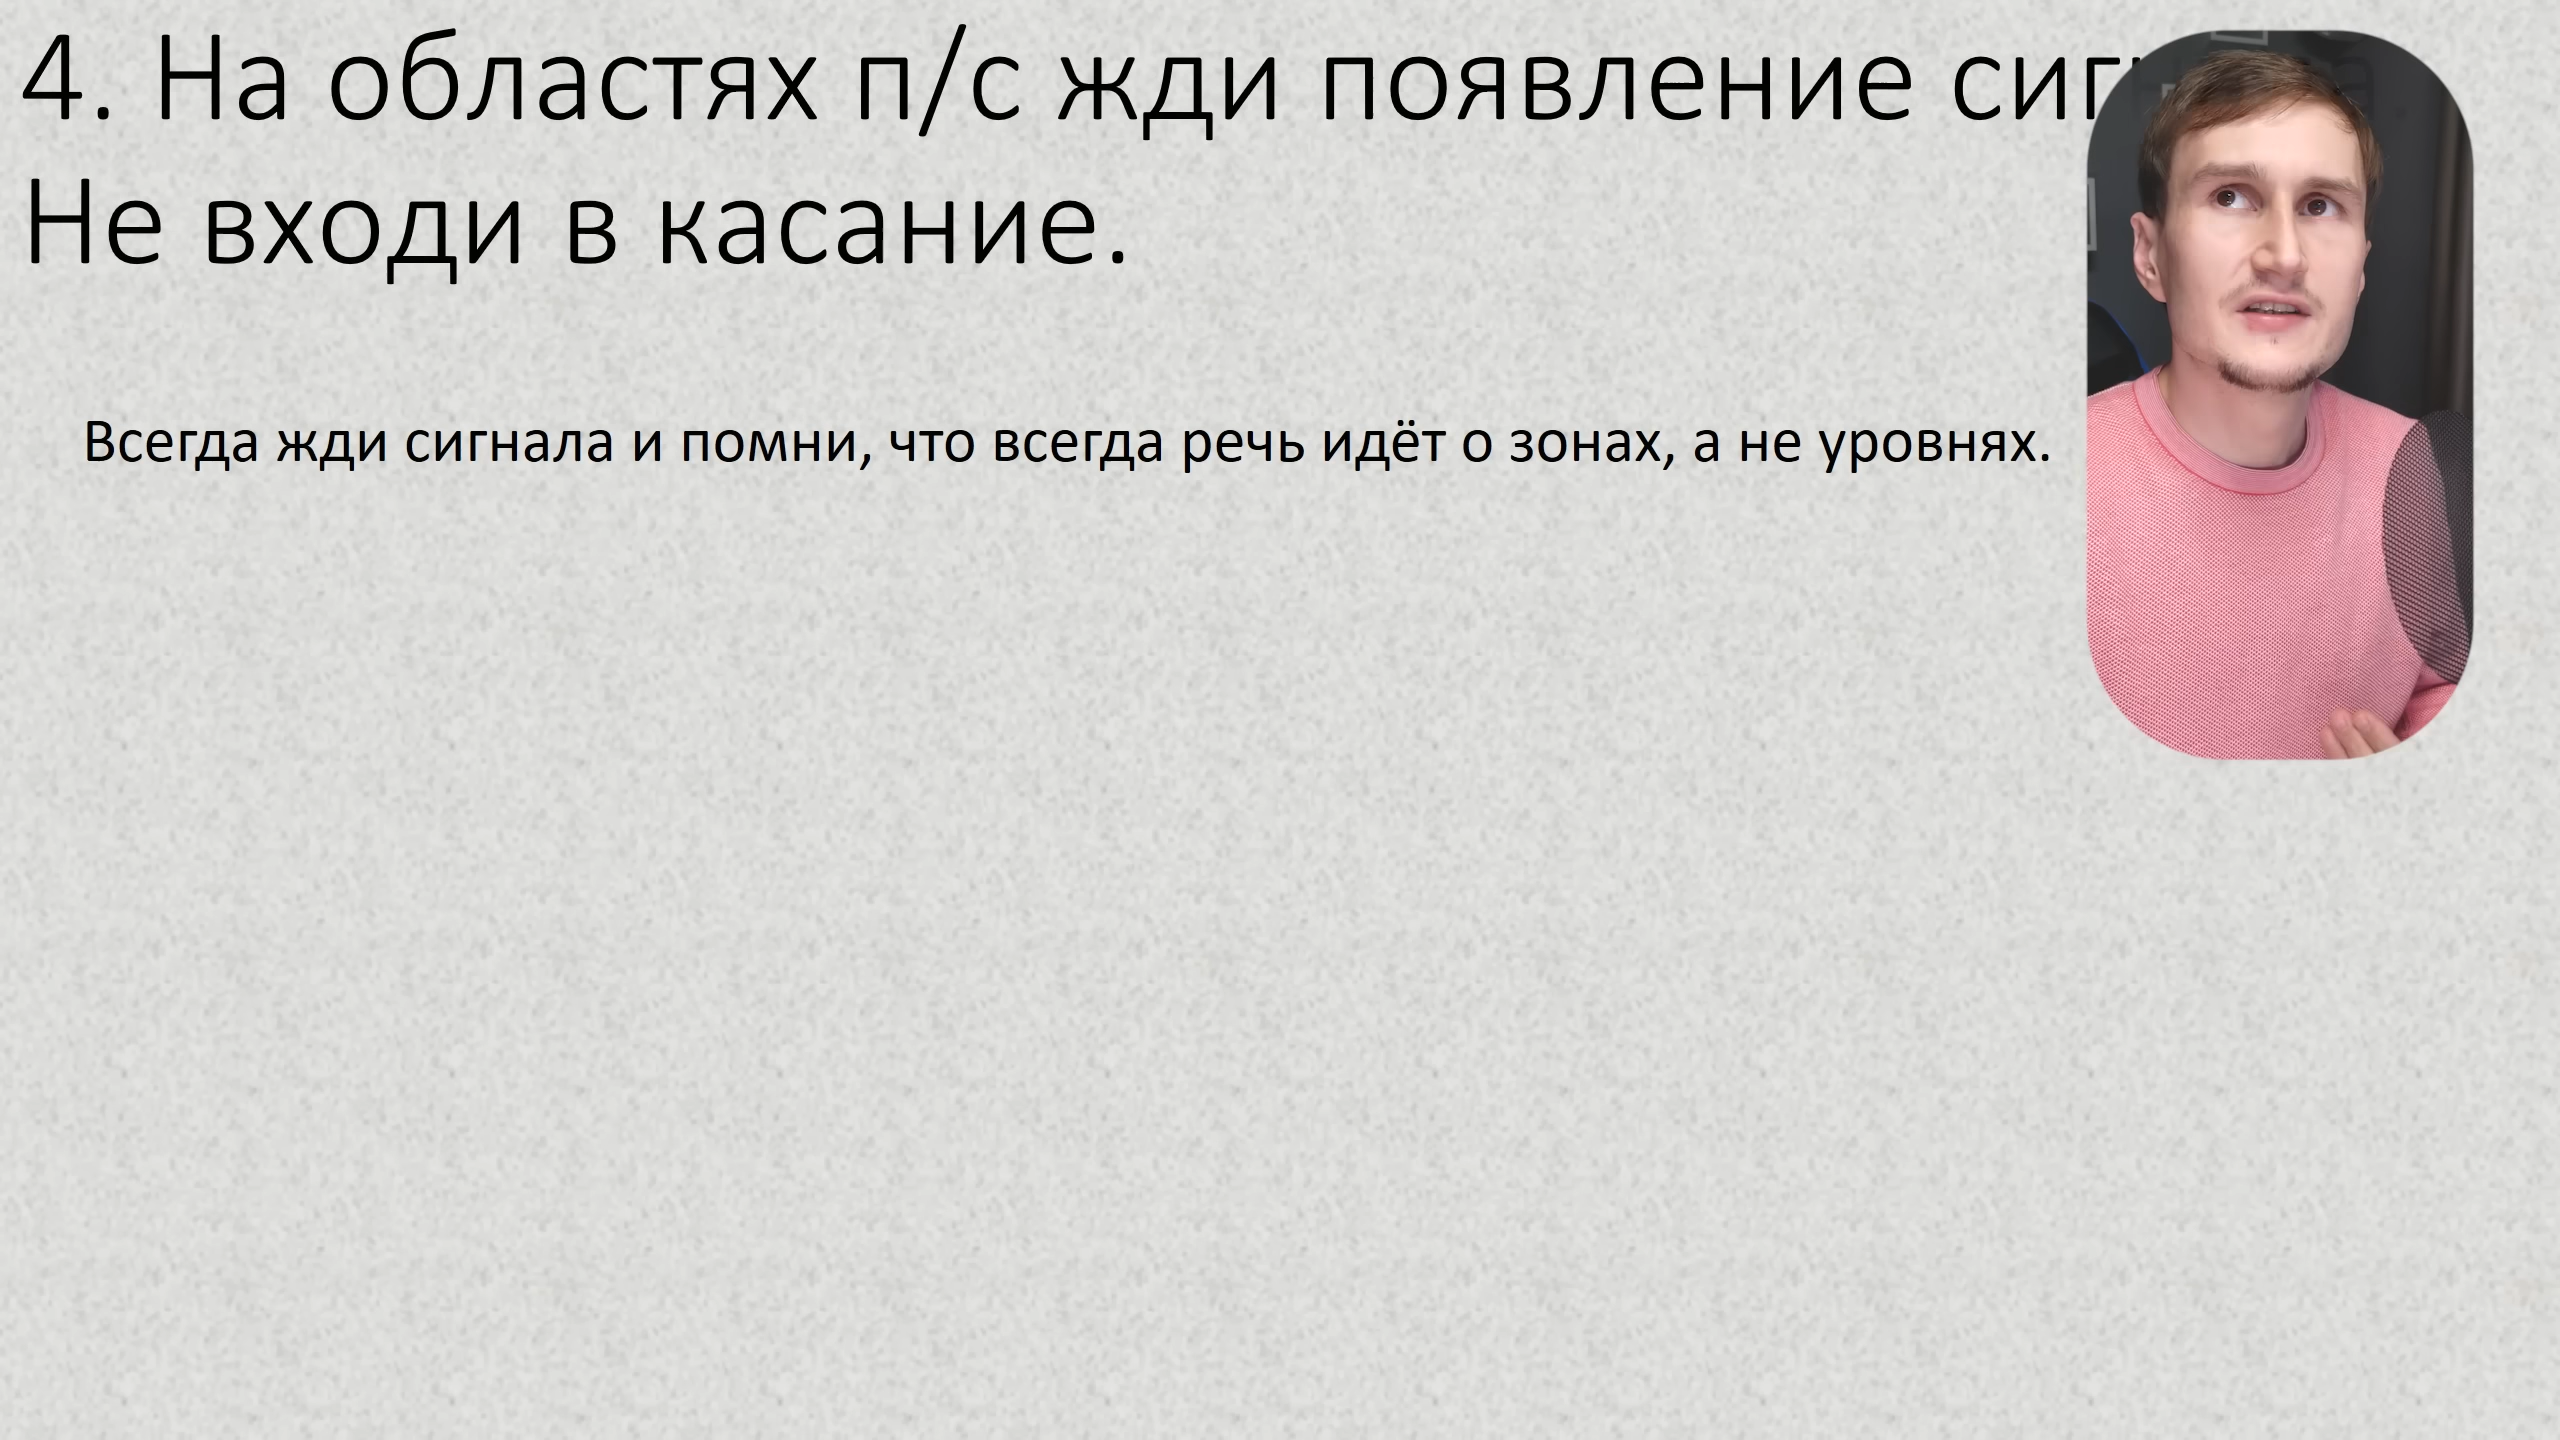 4. На областях п/с жди появление
Не входи в касание.
Всегда жди сигнала и помни, что всегда речь идёт о зонах, а не уровнях.